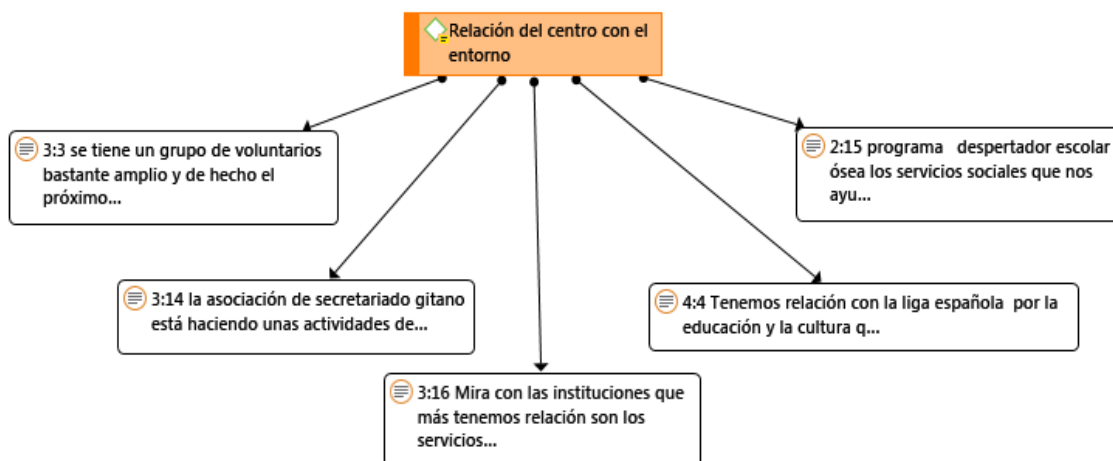 Relación del centro con el
entorno
3:3 se tiene un grupo de voluntarios
bastante amplio y de hecho el
próximo...
2:15 programa despertador escolar
ósea los servicios sociales que nos
ayu...
3:14 la asociación de secretariado gitano
está haciendo unas actividades de...
4:4 Tenemos relación con la liga española por la
educación y la cultura q...
3:16 Mira con las instituciones que
más tenemos relación son los
servicios...